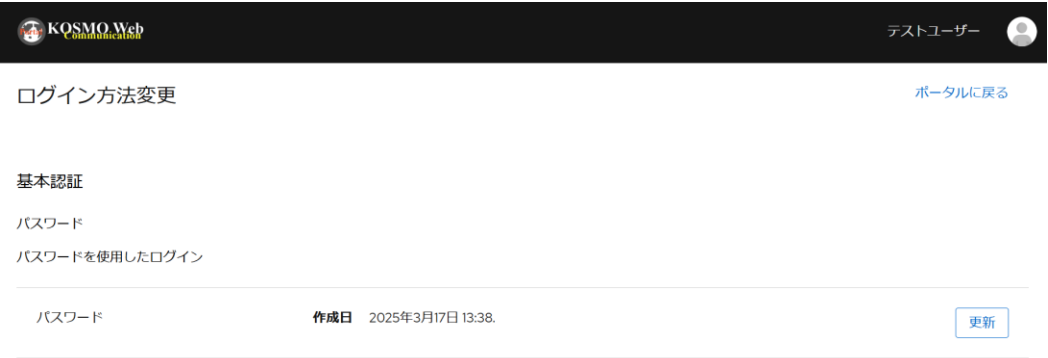 KOSMO Web
Communication
テストユーザー
ログイン方法変更
ポータルに戻る
基本認証
パスワード
パスワードを使用したログイン
パスワード 作成日 2025年3月17日 13:38. 更新